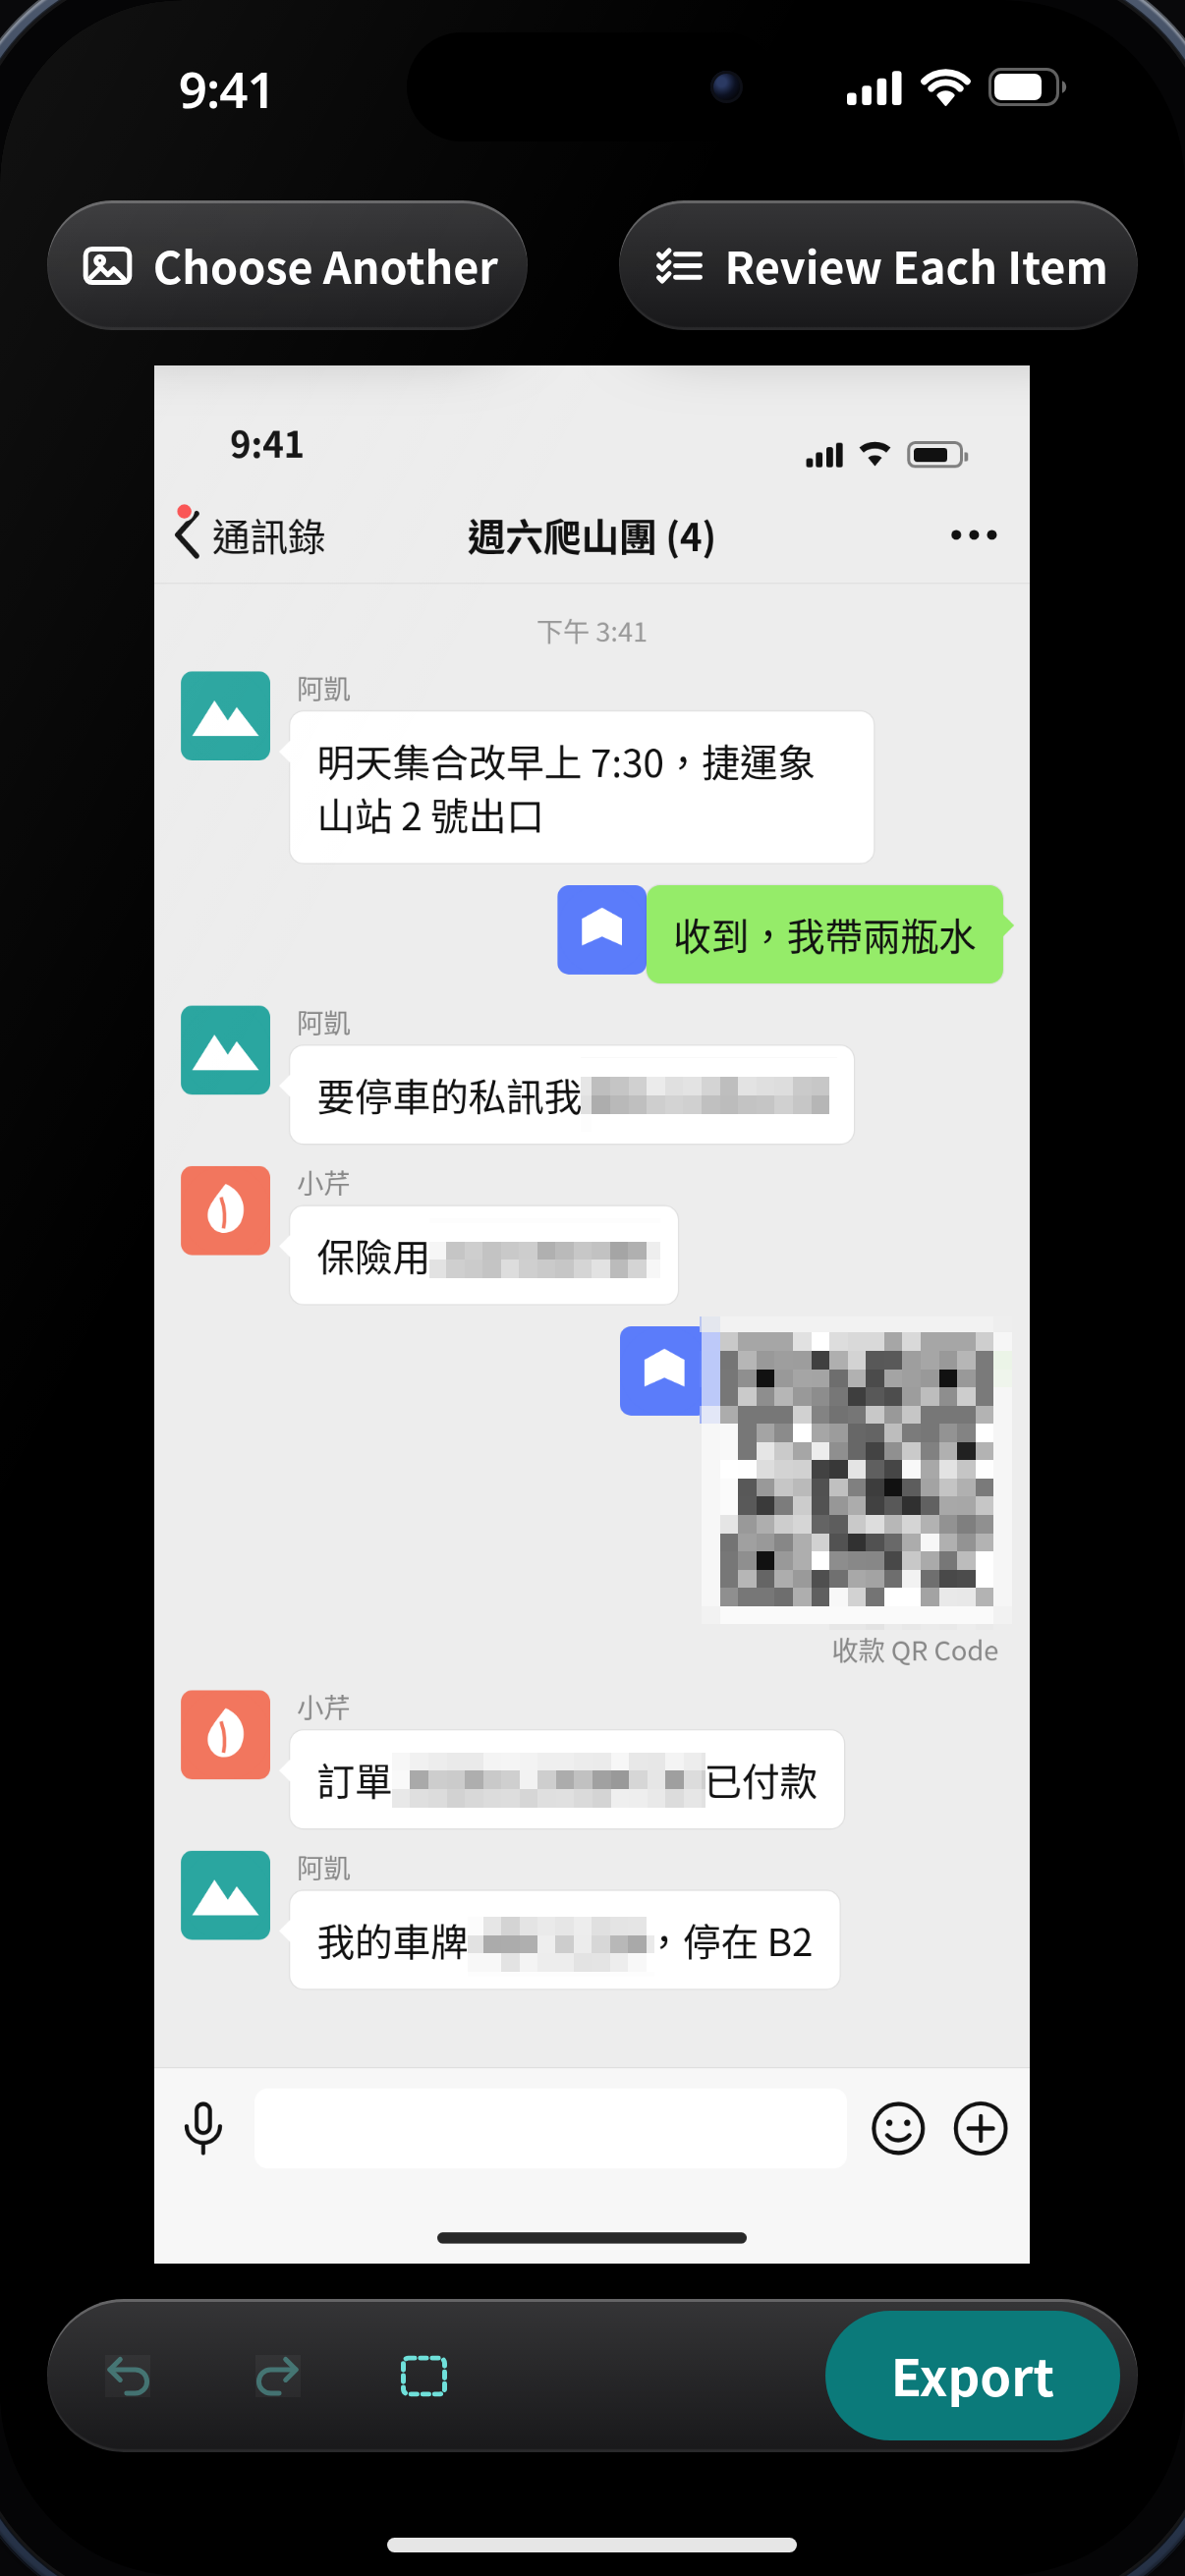 9:41
Choose Another
Review Each Item
9:41
通訊錄
週六爬山團 (4)
下午 3:41
阿凱
明天集合改早上 7:30，捷運象
山站 2 號出口
收到，我帶兩瓶水
阿凱
要停車的私訊我
小芹
保險用
收款 QR Code
小芹
訂單 已付款
阿凱
我的車牌 ，停在 B2
Export